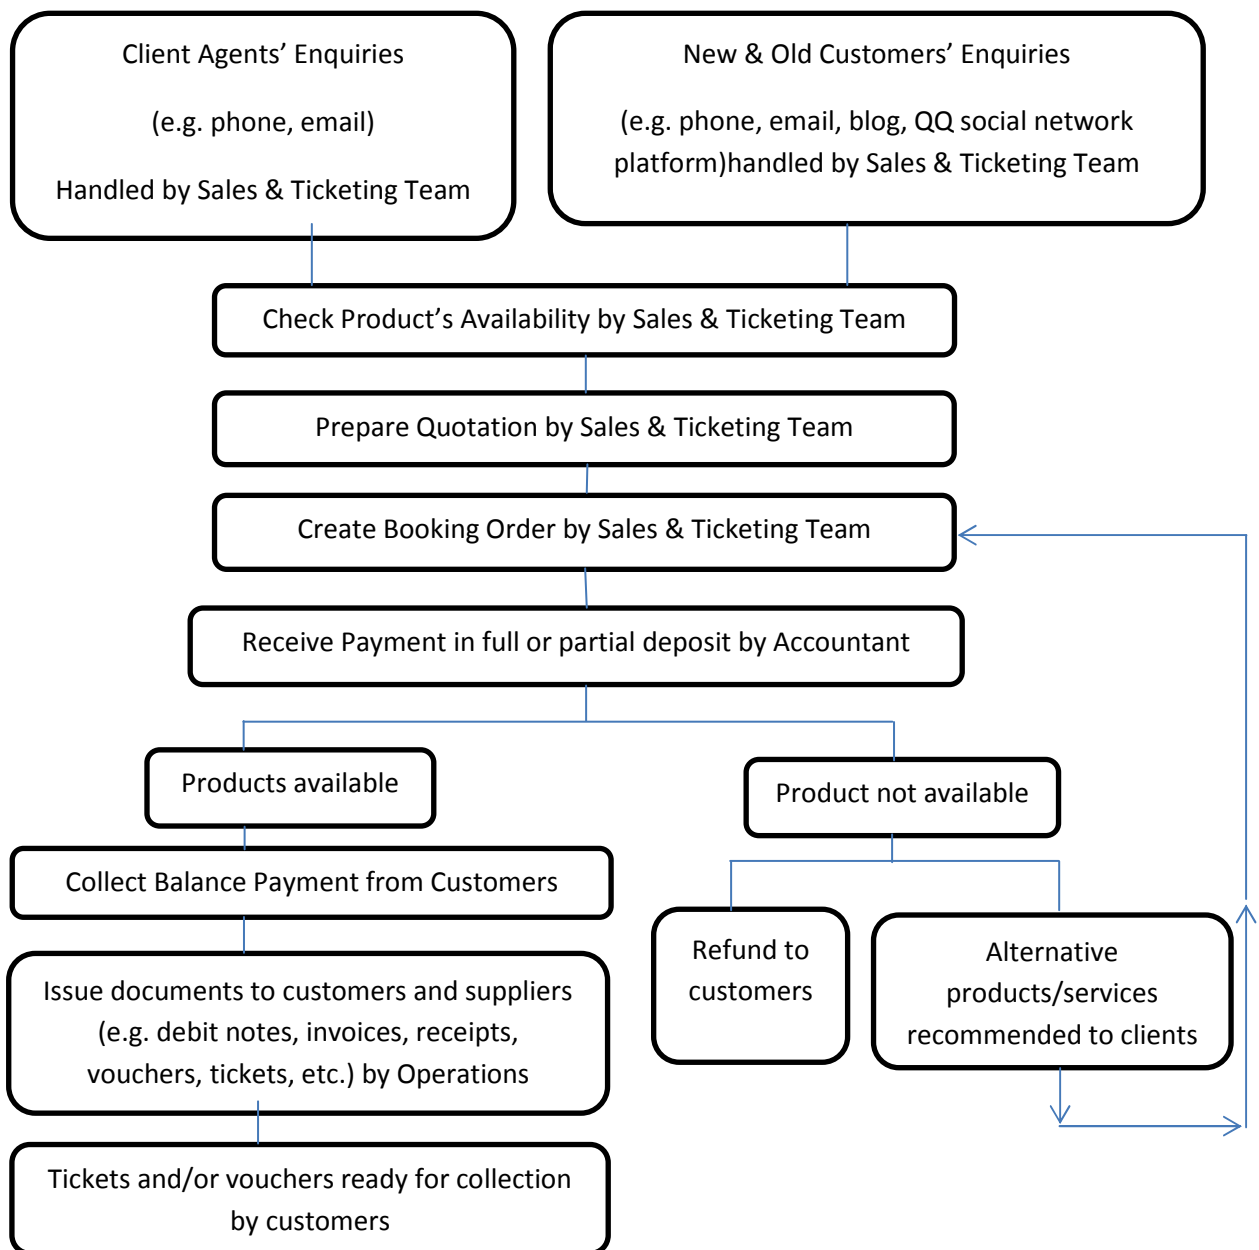 Client Agents’ Enquiries
(e.g. phone, email)
Handled by Sales & Ticketing Team
New & Old Customers’ Enquiries
(e.g. phone, email, blog, QQ social network
platform)handled by Sales & Ticketing Team
Check Product’s Availability by Sales & Ticketing Team
Prepare Quotation by Sales & Ticketing Team
Create Booking Order by Sales & Ticketing Team
Receive Payment in full or partial deposit by Accountant
Products available
Product not available
Collect Balance Payment from Customers
Refund to
customers
Alternative
products/services
recommended to clients
Issue documents to customers and suppliers
(e.g. debit notes, invoices, receipts,
vouchers, tickets, etc.) by Operations
Tickets and/or vouchers ready for collection
by customers